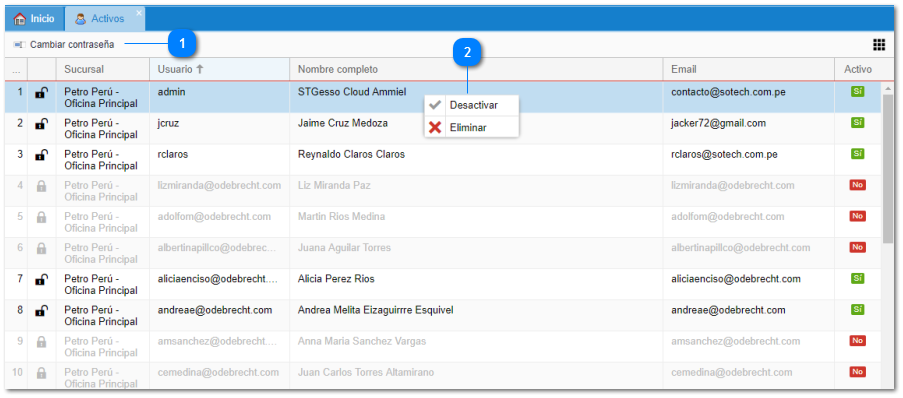 Inicio Activos ×
Cambiar contraseña 1 2
... Sucursal Usuario ↑ Nombre completo Email Activo
1 Petro Perú - admin STGesso Cloud Ammiel contacto@sotech.com.pe Sí
Oficina Principal
Desactivar
2 Petro Perú - jcruz Jaime Cruz Medoza jacker72@gmail.com Sí
Oficina Principal
Eliminar
3 Petro Perú - rclaros Reynaldo Claros Claros rclaros@sotech.com.pe Sí
Oficina Principal
4 Petro Perú - lizmiranda@odebrecht.com Liz Miranda Paz lizmiranda@odebrecht.com No
Oficina Principal
5 Petro Perú - adolfom@odebrecht.com Martin Rios Medina adolfom@odebrecht.com No
Oficina Principal
6 Petro Perú - albertinapillco@odebrec... Juana Aguilar Torres albertinapillco@odebrecht.com No
Oficina Principal
7 Petro Perú - aliciaenciso@odebrecht.... Alicia Perez Rios aliciaenciso@odebrecht.com Sí
Oficina Principal
8 Petro Perú - andreae@odebrecht.com Andrea Melita Eizaguirrre Esquivel andreae@odebrecht.com Sí
Oficina Principal
9 Petro Perú - amsanchez@odebrecht.... Anna Maria Sanchez Vargas amsanchez@odebrecht.com No
Oficina Principal
10 Petro Perú - cemedina@odebrecht.com Juan Carlos Torres Altamirano cemedina@odebrecht.com No
Oficina Principal